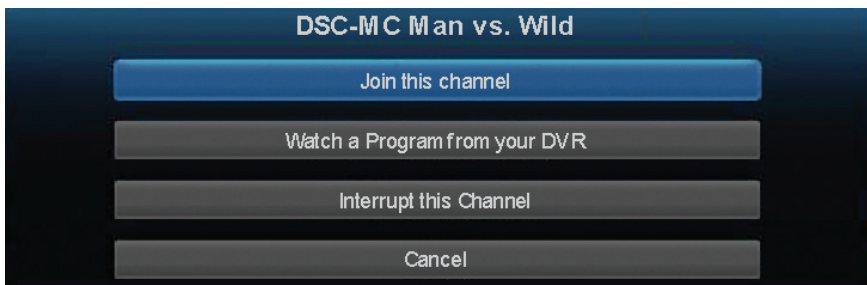 DSC-MC Man vs. Wild
Join this channel
Watch a Program from your DVR
Interrupt this Channel
Cancel